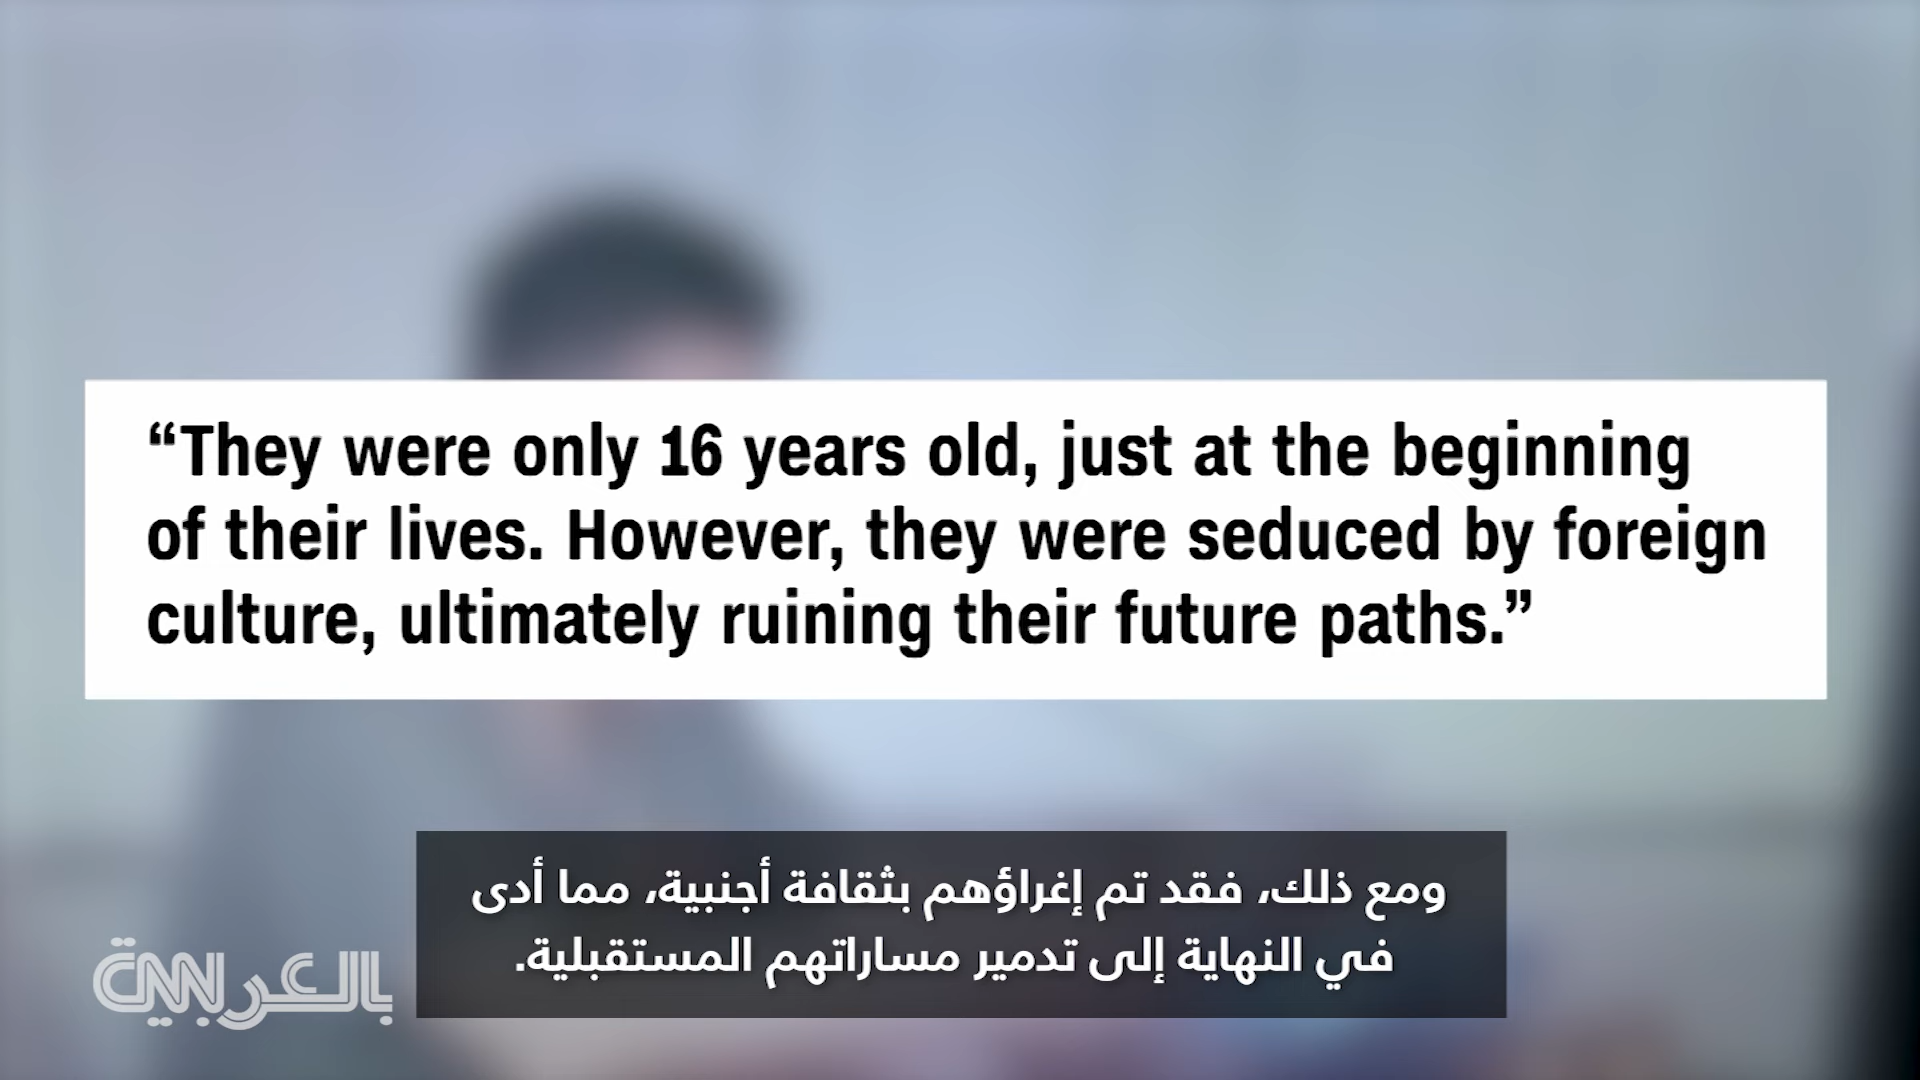 “They were only 16 years old, just at the beginning
of their lives. However, they were seduced by foreign
culture, ultimately ruining their future paths.”
ومع ذلك، فقد تم إغراؤهم بثقافة أجنبية، مما أدى
في النهاية إلى تدمير مساراتهم المستقبلية.
CNN بالعربية